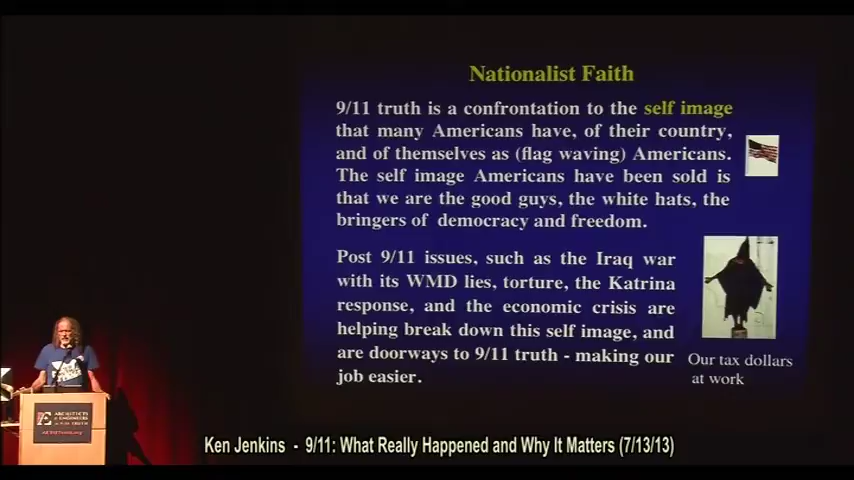 Nationalist Faith
9/11 truth is a confrontation to the self image
that many Americans have, of their country,
and of themselves as (flag waving) Americans.
The self image Americans have been sold is
that we are the good guys, the white hats, the
bringers of democracy and freedom.
Post 9/11 issues, such as the Iraq war
with its WMD lies, torture, the Katrina
response, and the economic crisis are
helping break down this self image, and
are doorways to 9/11 truth - making our
job easier.
Our tax dollars
at work
ARCHITECTS
ENGINEERS
Ken Jenkins - 9/11: What Really Happened and Why It Matters (7/13/13)